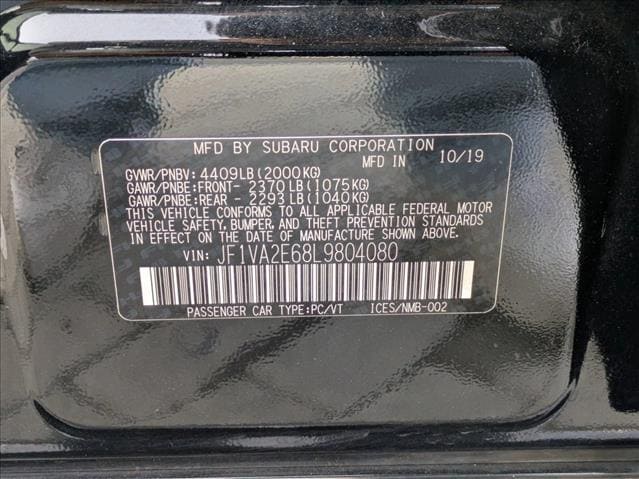 MFD BY SUBARU CORPORATION
GVWR/PNBV: 4409LB(2000KG) MFD IN 10/19
GAWR/PNBE:FRONT- 2370LB(1075KG)
GAWR/PNBE:REAR - 2293LB(1040KG)
THIS VEHICLE CONFORMS TO ALL APPLICABLE FEDERAL MOTOR
VEHICLE SAFETY, BUMPER, AND THEFT PREVENTION STANDARDS
IN EFFECT ON THE DATE OF MANUFACTURE SHOWN ABOVE.
VIN: JF1VA2E68L9804080
PASSENGER CAR TYPE:PC/VT ICES/NMB-002